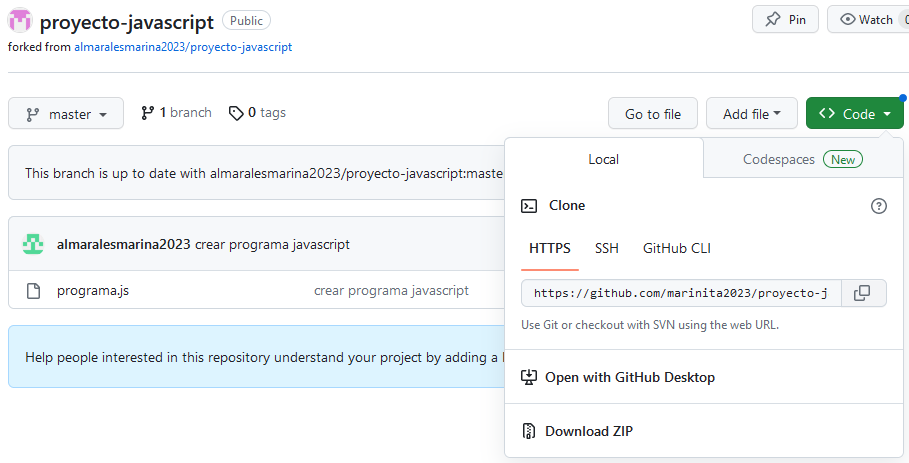 proyecto-javascript Public
Pin
Watch
forked from almaralesmarina2023/proyecto-javascript
master
1 branch
0 tags
Go to file
Add file
Code
This branch is up to date with almaralesmarina2023/proyecto-javascript:maste
Local
Codespaces New
Clone
almaralesmarina2023 crear programa javascript
HTTPS SSH GitHub CLI
programa.js
crear programa javascript
https://github.com/marinita2023/proyecto-j
Use Git or checkout with SVN using the web URL.
Help people interested in this repository understand your project by adding a
Open with GitHub Desktop
Download ZIP